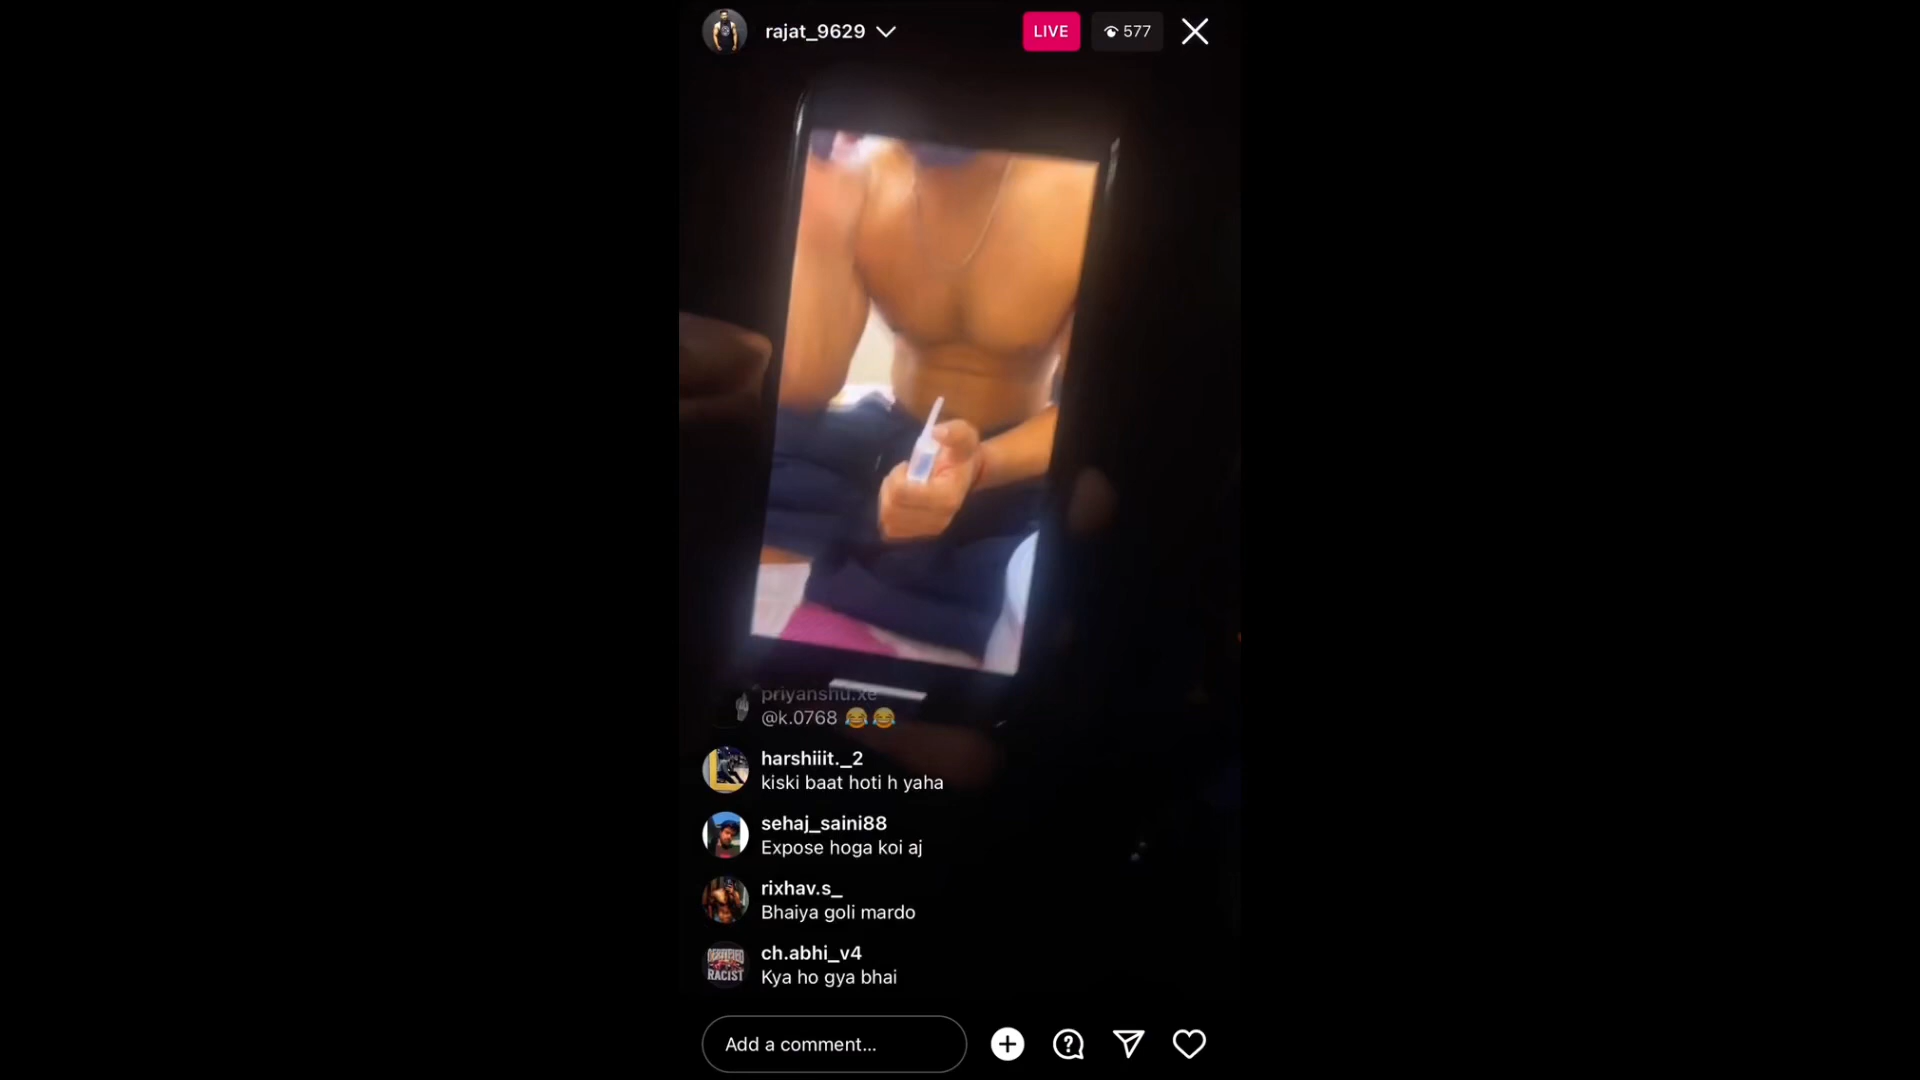 rajat_9629
LIVE
577
priyanshu.xe
@k.0768 😂😂
harshiiit._2
kiski baat hoti h yaha
sehaj_saini88
Expose hoga koi aj
rixhav.s_
Bhaiya goli mardo
ch.abhi_v4
Kya ho gya bhai
RACIST
Add a comment...